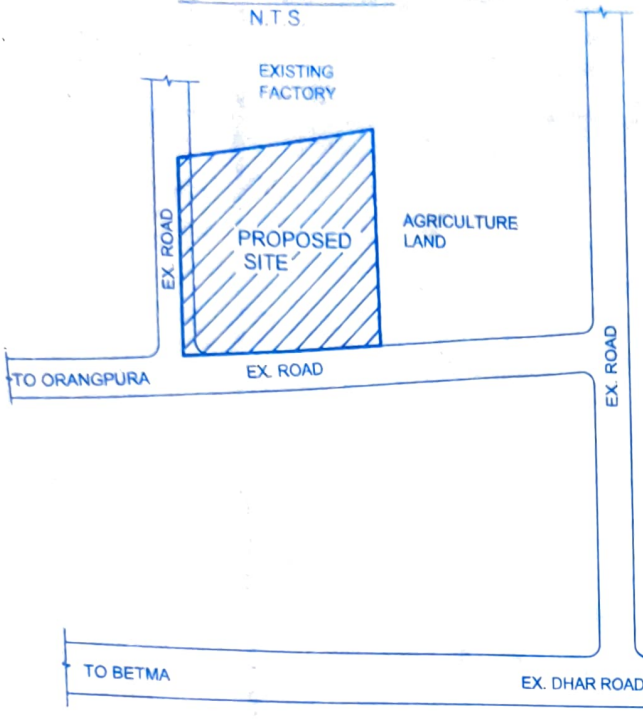 N.T.S.
EXISTING
FACTORY
EX. ROAD
PROPOSED
SITE
AGRICULTURE
LAND
TO ORANGPURA
EX. ROAD
EX. ROAD
TO BETMA
EX. DHAR ROAD